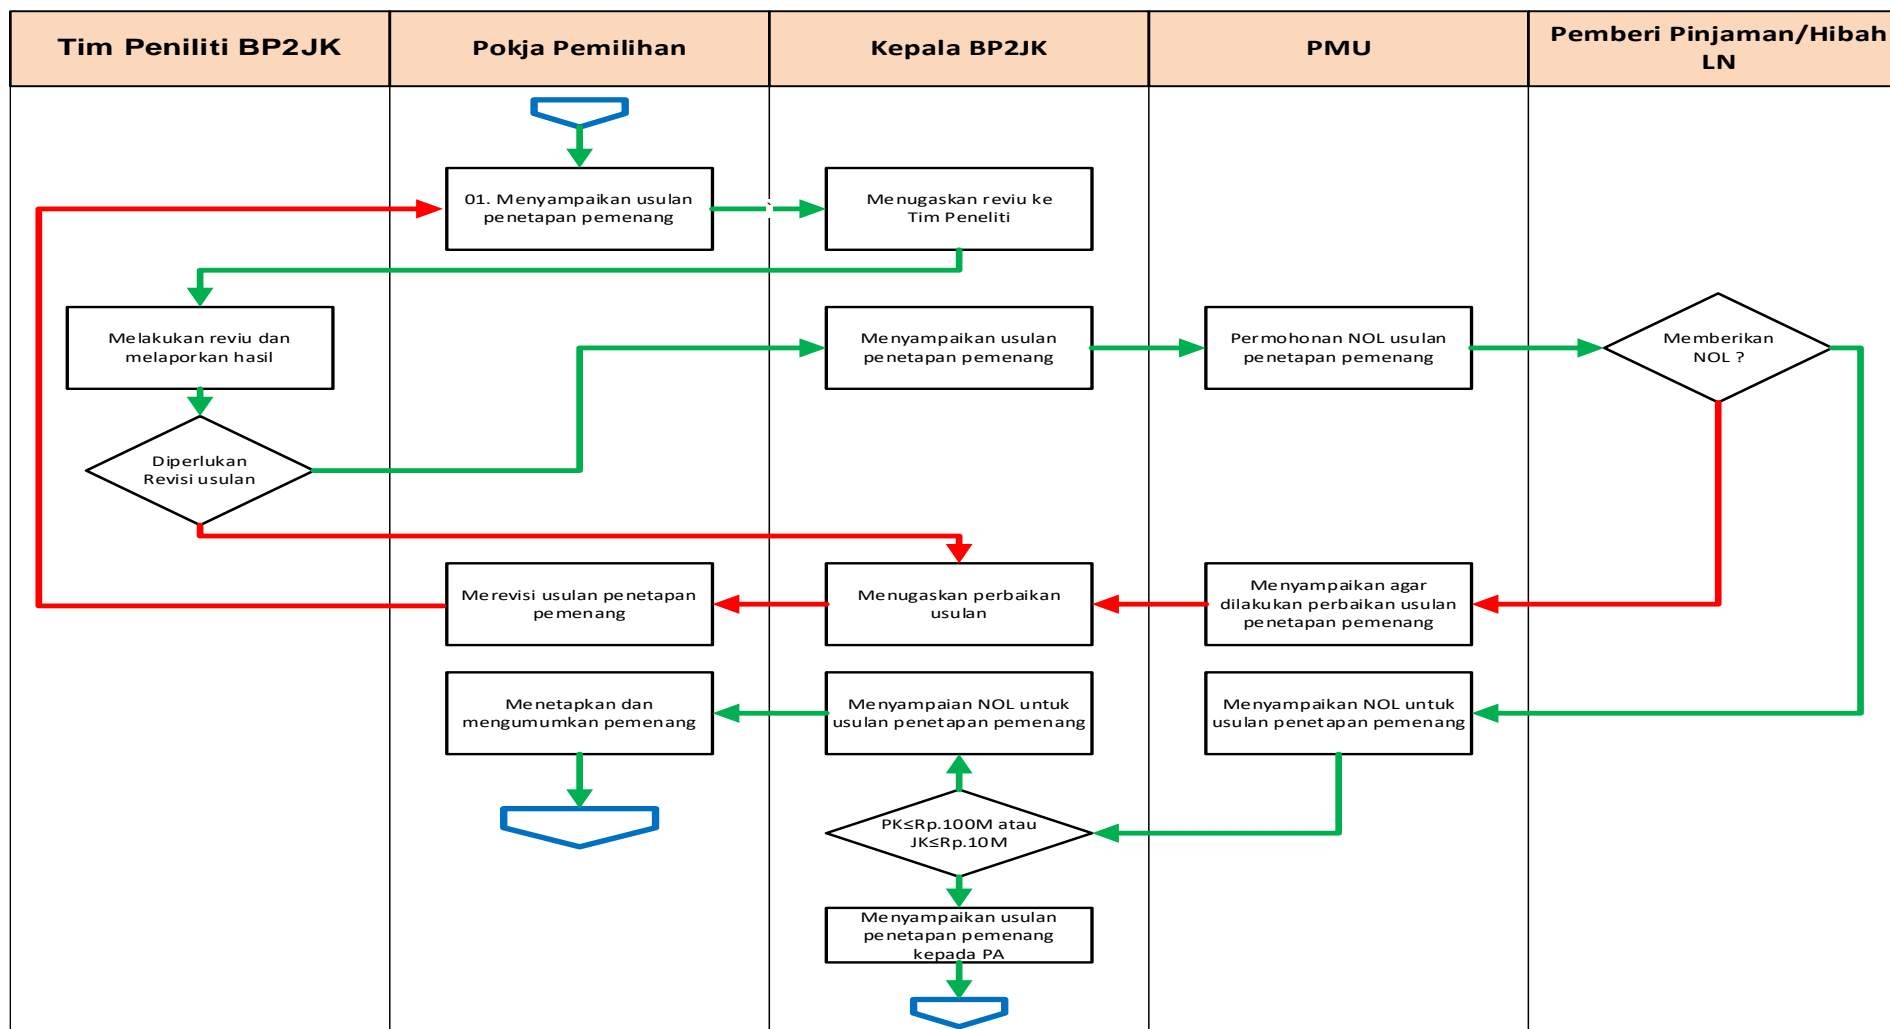 Tim Peniliti BP2JK
Pokja Pemilihan
Kepala BP2JK
PMU
Pemberi Pinjaman/Hibah
LN
01. Menyampaikan usulan
penetapan pemenang
Menugaskan reviu ke
Tim Peneliti
Melakukan reviu dan
melaporkan hasil
Menyampaikan usulan
penetapan pemenang
Permohonan NOL usulan
penetapan pemenang
Memberikan
NOL ?
Diperlukan
Revisi usulan
Merevisi usulan penetapan
pemenang
Menugaskan perbaikan
usulan
Menyampaikan agar
dilakukan perbaikan usulan
penetapan pemenang
Menetapkan dan
mengumumkan pemenang
Menyampaian NOL untuk
usulan penetapan pemenang
Menyampaikan NOL untuk
usulan penetapan pemenang
PK≤Rp.100M atau
JK≤Rp.10M
Menyampaikan usulan
penetapan pemenang
kepada PA